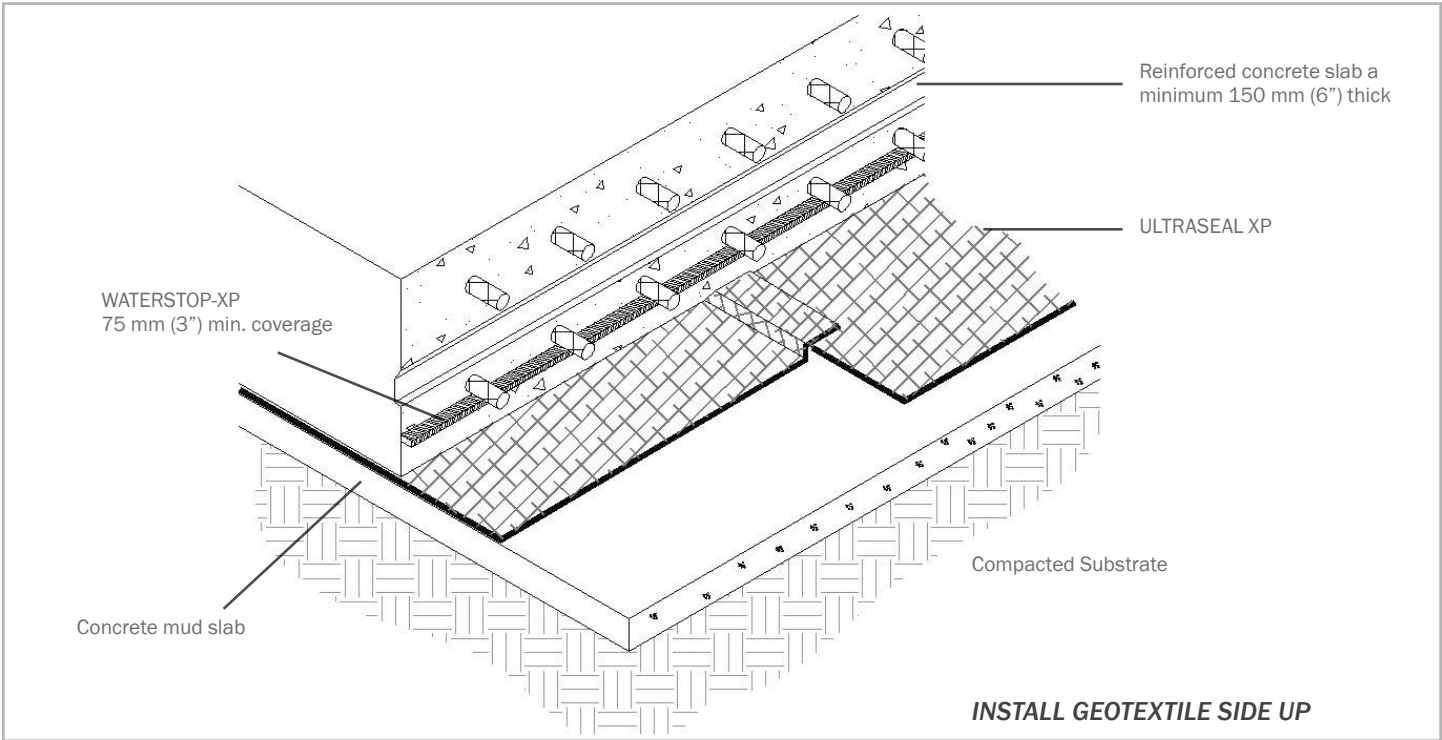 Reinforced concrete slab a
minimum 150 mm (6”) thick
ULTRASEAL XP
WATERSTOP-XP
75 mm (3”) min. coverage
Compacted Substrate
Concrete mud slab
INSTALL GEOTEXTILE SIDE UP